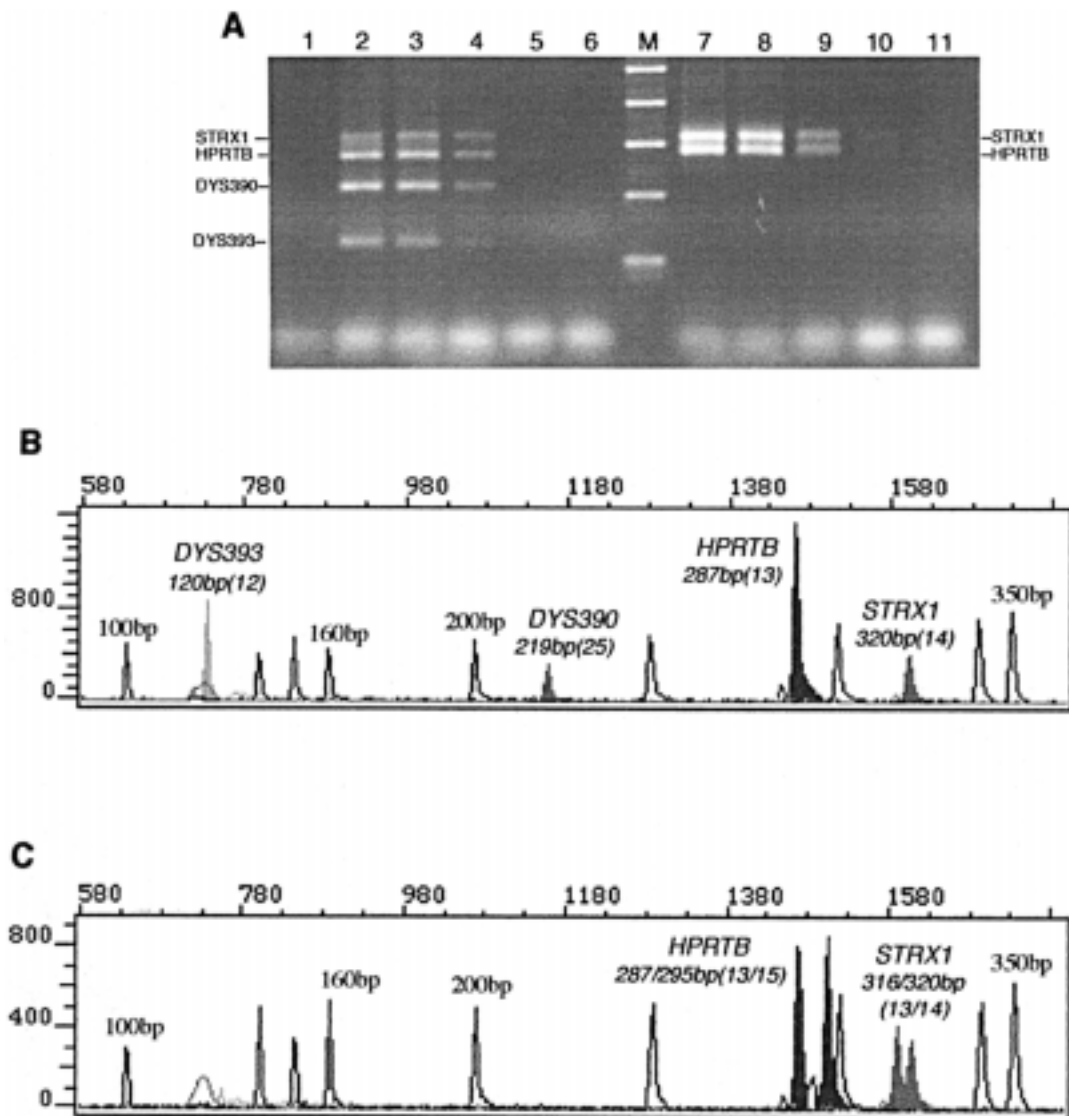 A
1 2 3 4 5 6 M 7 8 9 10 11
STRX1
HPRTB
DYS390
DYS393
STRX1
HPRTB
B
580 780 980 1180 1380 1580
800
0
100bp
DYS393
120bp(12)
160bp
200bp
DYS390
219bp(25)
HPRTB
287bp(13)
STRX1
320bp(14)
350bp
C
580 780 980 1180 1380 1580
800
400
0
100bp
160bp
200bp
HPRTB
287/295bp(13/15)
STRX1
316/320bp
(13/14)
350bp